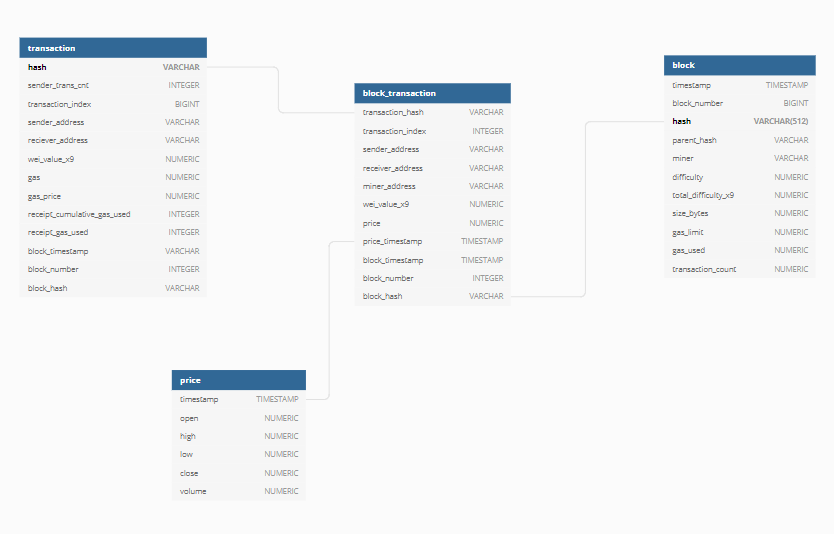 transaction
hash VARCHAR
sender_trans_cnt INTEGER
transaction_index BIGINT
sender_address VARCHAR
reciever_address VARCHAR
wei_value_x9 NUMERIC
gas NUMERIC
gas_price NUMERIC
receipt_cumulative_gas_used INTEGER
receipt_gas_used INTEGER
block_timestamp VARCHAR
block_number INTEGER
block_hash VARCHAR
block_transaction
transaction_hash VARCHAR
transaction_index INTEGER
sender_address VARCHAR
receiver_address VARCHAR
miner_address VARCHAR
wei_value_x9 NUMERIC
price NUMERIC
price_timestamp TIMESTAMP
block_timestamp TIMESTAMP
block_number INTEGER
block_hash VARCHAR
block
timestamp TIMESTAMP
block_number BIGINT
hash VARCHAR(512)
parent_hash VARCHAR
miner VARCHAR
difficulty NUMERIC
total_difficulty_x9 NUMERIC
size_bytes NUMERIC
gas_limit NUMERIC
gas_used NUMERIC
transaction_count NUMERIC
price
timestamp TIMESTAMP
open NUMERIC
high NUMERIC
low NUMERIC
close NUMERIC
volume NUMERIC